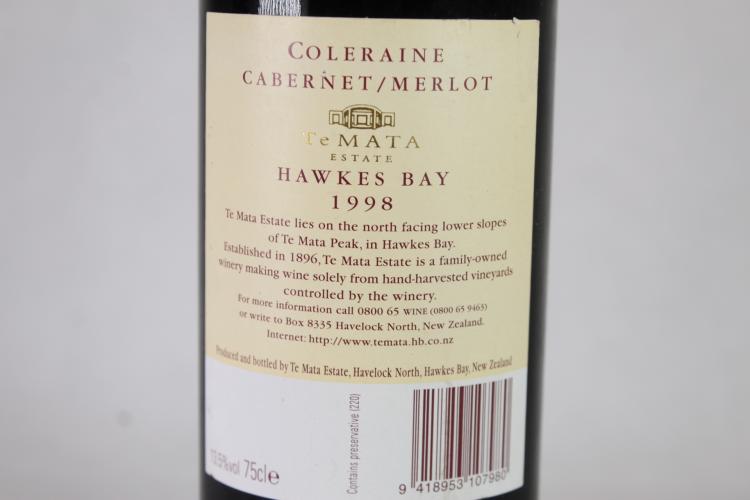 COLERAINE
CABERNET/MERLOT
TeMATA
ESTATE
HAWKES BAY
1998
Te Mata Estate lies on the north facing lower slopes
of Te Mata Peak, in Hawkes Bay.
Established in 1896, Te Mata Estate is a family-owned
winery making wine solely from hand-harvested vineyards
controlled by the winery.
For more information call 0800 65 WINE (0800 65 9463)
or write to Box 8335 Havelock North, New Zealand.
Internet: http://www.temata.hb.co.nz
Produced and bottled by Te Mata Estate, Havelock North, Hawkes Bay, New Zealand
13.5%vol 75cl e
Contains preservative (220)
9 418953 107980